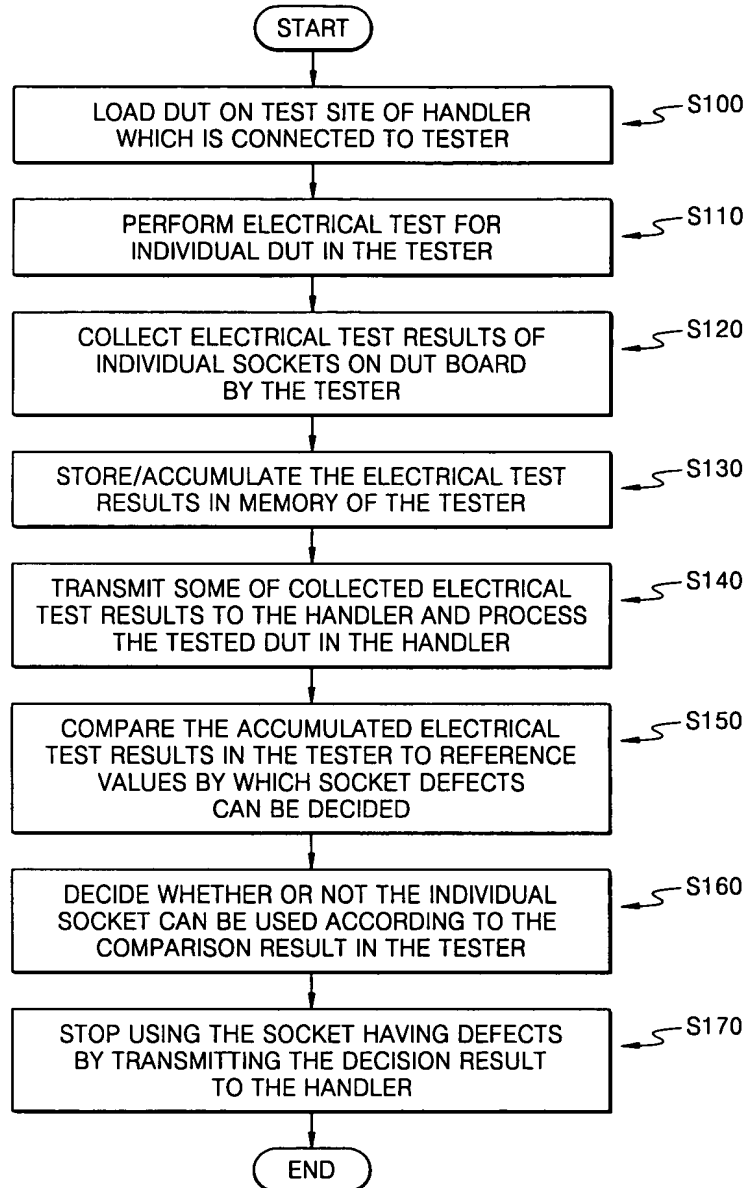 START
LOAD DUT ON TEST SITE OF HANDLER
WHICH IS CONNECTED TO TESTER
S100
PERFORM ELECTRICAL TEST FOR
INDIVIDUAL DUT IN THE TESTER
S110
COLLECT ELECTRICAL TEST RESULTS OF
INDIVIDUAL SOCKETS ON DUT BOARD
BY THE TESTER
S120
STORE/ACCUMULATE THE ELECTRICAL TEST
RESULTS IN MEMORY OF THE TESTER
S130
TRANSMIT SOME OF COLLECTED ELECTRICAL
TEST RESULTS TO THE HANDLER AND PROCESS
THE TESTED DUT IN THE HANDLER
S140
COMPARE THE ACCUMULATED ELECTRICAL
TEST RESULTS IN THE TESTER TO REFERENCE
VALUES BY WHICH SOCKET DEFECTS
CAN BE DECIDED
S150
DECIDE WHETHER OR NOT THE INDIVIDUAL
SOCKET CAN BE USED ACCORDING TO THE
COMPARISON RESULT IN THE TESTER
S160
STOP USING THE SOCKET HAVING DEFECTS
BY TRANSMITTING THE DECISION RESULT
TO THE HANDLER
S170
END